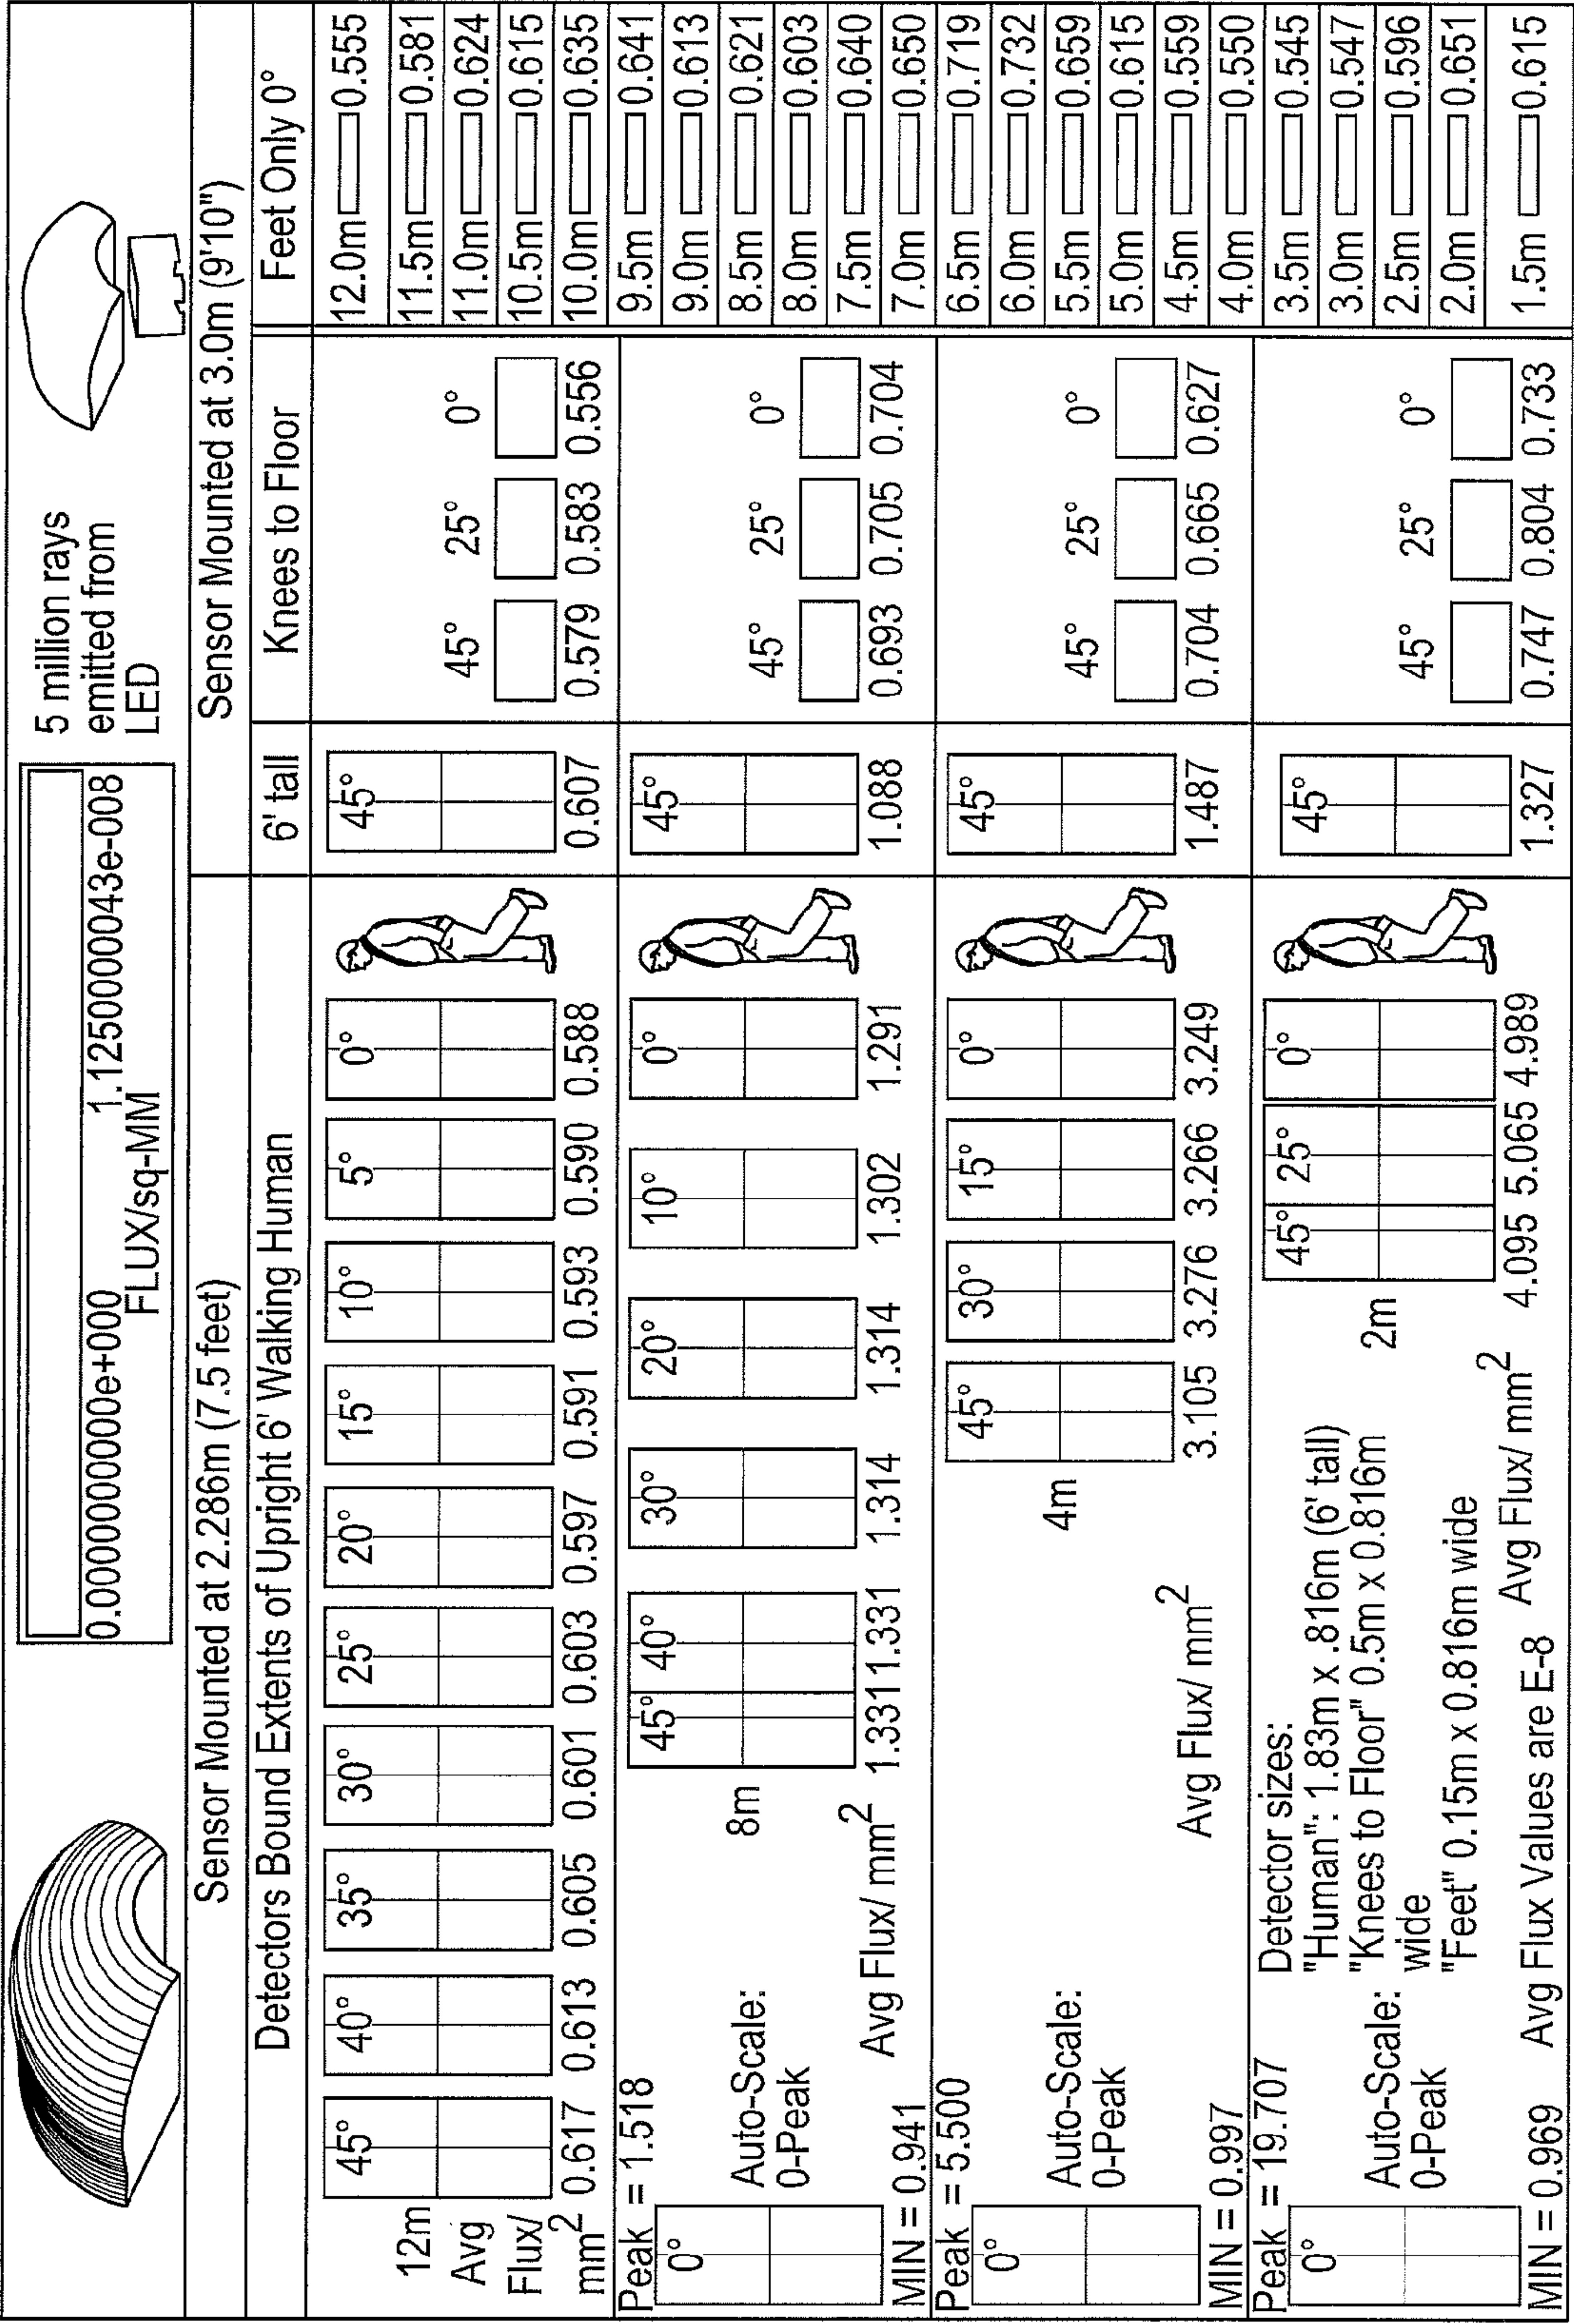 5 million rays
emitted from
LED
0.000000000e+000 1.125000043e-008
FLUX/sq-MM
Sensor Mounted at 2.286m (7.5 feet) Sensor Mounted at 3.0m (9'10")
Detectors Bound Extents of Upright 6' Walking Human 6' tall Knees to Floor Feet Only 0°
45° 40° 35° 30° 25° 20° 15° 10° 5° 0° 45°
12m
Avg
Flux/
mm2
0.617 0.613 0.605 0.601 0.603 0.597 0.591 0.593 0.590 0.588 0.607
45° 25° 0°
0.579 0.583 0.556
12.0m 0.555
11.5m 0.581
11.0m 0.624
10.5m 0.615
10.0m 0.635
Peak = 1.518
0°
Auto-Scale:
0-Peak
MIN = 0.941
8m
45° 40° 30° 20° 10° 0° 45°
Avg Flux/ mm2
1.331 1.331 1.314 1.314 1.302 1.291 1.088
45° 25° 0°
0.693 0.705 0.704
9.5m 0.641
9.0m 0.613
8.5m 0.621
8.0m 0.603
7.5m 0.640
7.0m 0.650
Peak = 5.500
0°
Auto-Scale:
0-Peak
MIN = 0.997
4m
45° 30° 15° 0° 45°
Avg Flux/ mm2
3.105 3.276 3.266 3.249 1.487
45° 25° 0°
0.704 0.665 0.627
6.5m 0.719
6.0m 0.732
5.5m 0.659
5.0m 0.615
4.5m 0.559
4.0m 0.550
Peak = 19.707
0°
Auto-Scale:
0-Peak
MIN = 0.969
Detector sizes:
"Human": 1.83m x .816m (6' tall)
"Knees to Floor" 0.5m x 0.816m
wide
"Feet" 0.15m x 0.816m wide
Avg Flux Values are E-8
2m
45° 25° 0° 45°
Avg Flux/ mm2
4.095 5.065 4.989 1.327
45° 25° 0°
0.747 0.804 0.733
3.5m 0.545
3.0m 0.547
2.5m 0.596
2.0m 0.651
1.5m 0.615